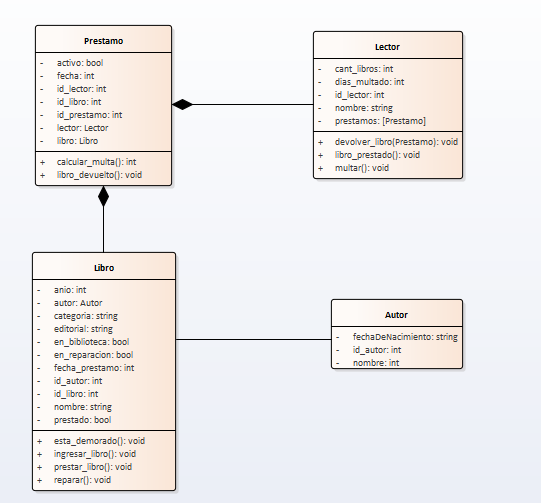 Prestamo
- activo: bool
- fecha: int
- id_lector: int
- id_libro: int
- id_prestamo: int
- lector: Lector
- libro: Libro
+ calcular_multa(): int
+ libro_devuelto(): void
Lector
- cant_libros: int
- dias_multado: int
- id_lector: int
- nombre: string
- prestamos: [Prestamo]
+ devolver_libro(Prestamo): void
+ libro_prestado(): void
+ multar(): void
Libro
- anio: int
- autor: Autor
- categoria: string
- editorial: string
- en_biblioteca: bool
- en_reparacion: bool
- fecha_prestamo: int
- id_autor: int
- id_libro: int
- nombre: string
- prestado: bool
+ esta_demorado(): void
+ ingresar_libro(): void
+ prestar_libro(): void
+ reparar(): void
Autor
- fechaDeNacimiento: string
- id_autor: int
- nombre: int